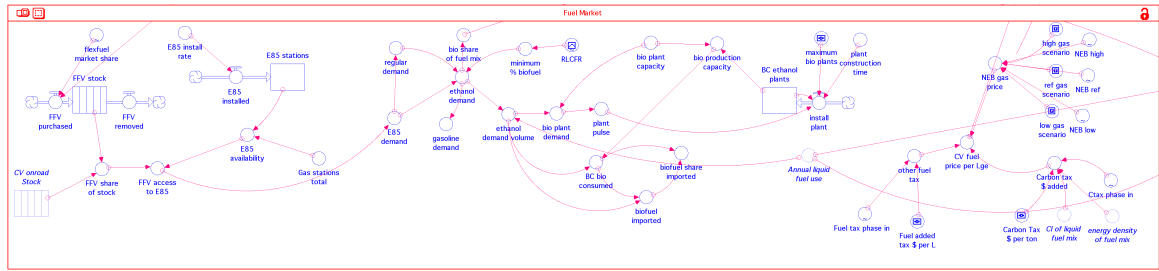 Fuel Market
flexfuel
market share
E85 install
rate
E85 stations
FFV stock
FFV
purchased
FFV
removed
E85
installed
CV onroad
Stock
FFV share
of stock
FFV access
to E85
E85
availability
Gas stations
total
regular
demand
E85
demand
bio share
of fuel mix
ethanol
demand
gasoline
demand
minimum
% biofuel
RLCFR
ethanol
demand volume
bio plant
demand
plant
pulse
bio plant
capacity
bio production
capacity
BC bio
consumed
biofuel share
imported
biofuel
imported
BC ethanol
plants
maximum
bio plants
plant
construction
time
install
plant
Annual liquid
fuel use
Fuel tax phase in
other fuel
tax
Fuel added
tax $ per L
CV fuel
price per Lge
NEB gas
price
high gas
scenario
NEB high
ref gas
scenario
NEB ref
low gas
scenario
NEB low
Carbon tax
$ added
Ctax phase in
Carbon Tax
$ per ton
CI of liquid
fuel mix
energy density
of fuel mix